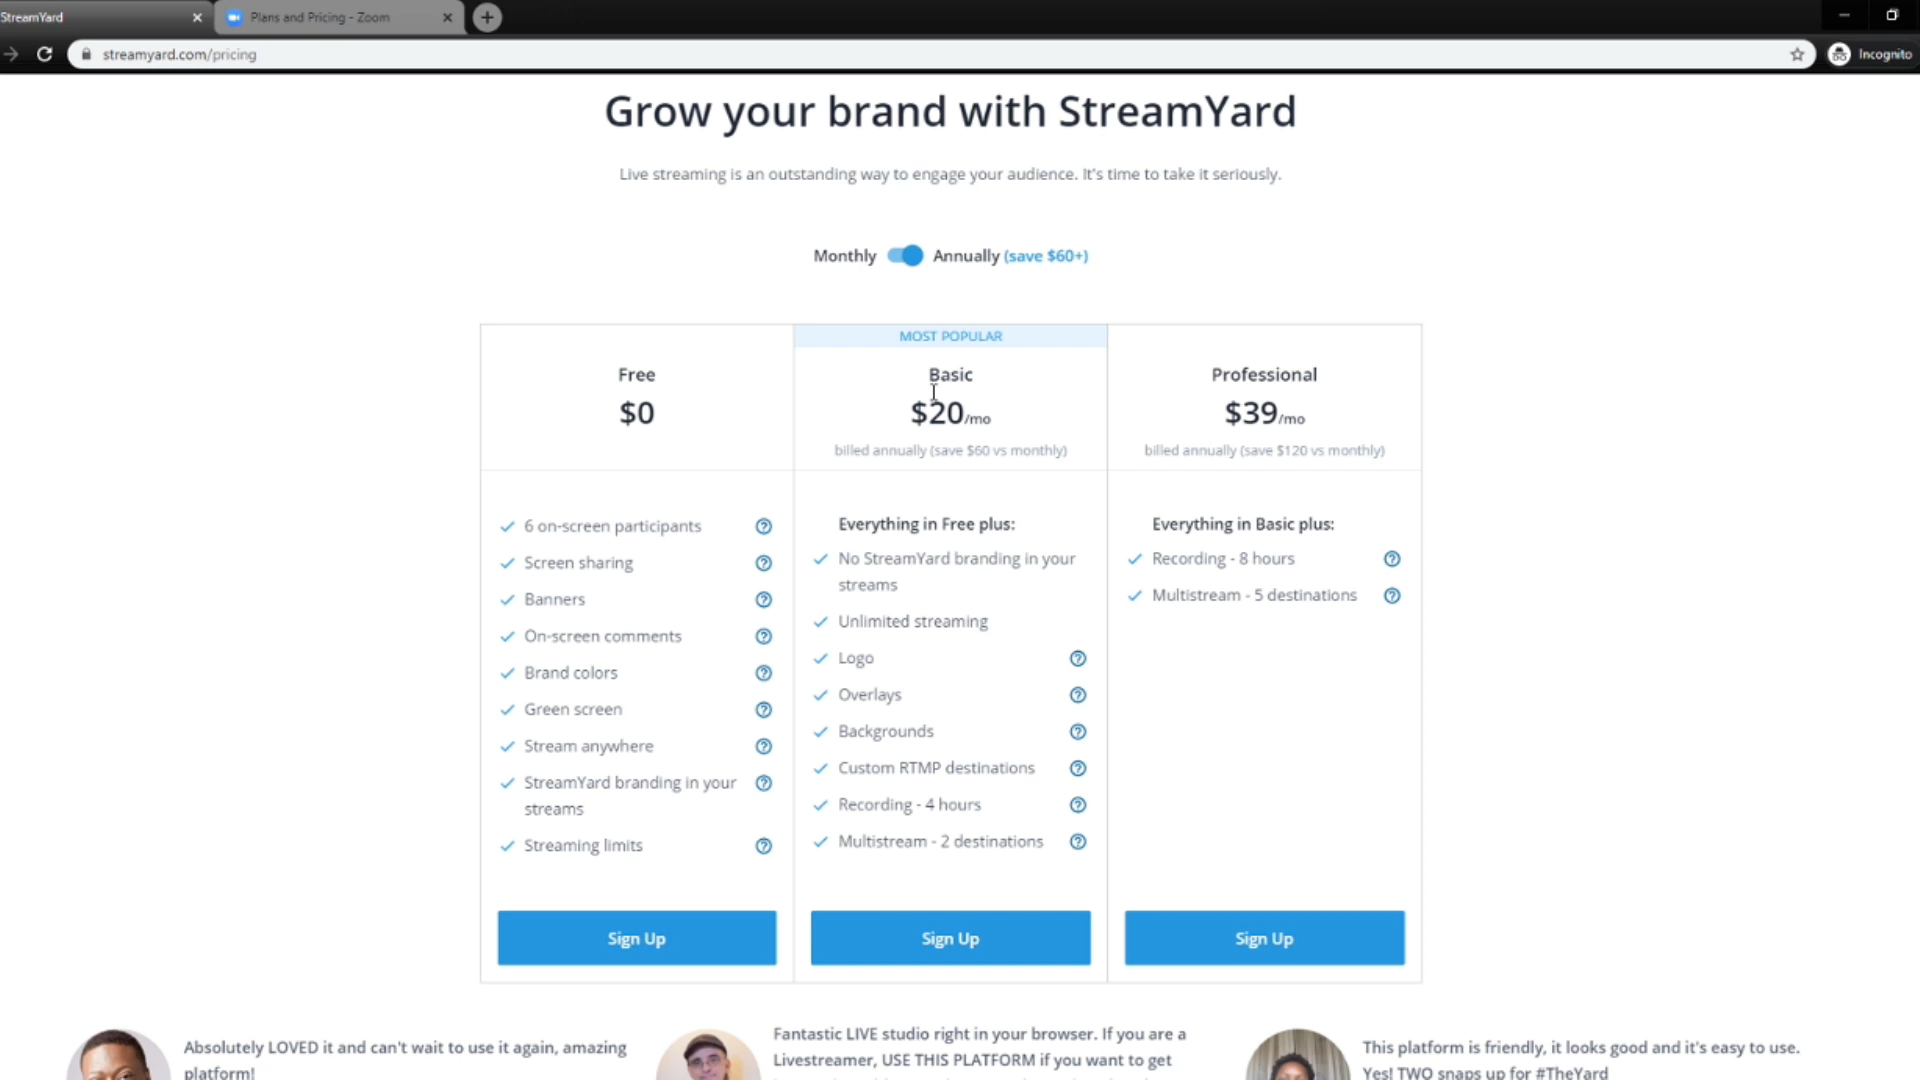 StreamYard
Plans and Pricing - Zoom
streamyard.com/pricing
Incognito
Grow your brand with StreamYard
Live streaming is an outstanding way to engage your audience. It's time to take it seriously.
Monthly Annually (save $60+)
Free
$0
MOST POPULAR
Basic
$20/mo
billed annually (save $60 vs monthly)
Professional
$39/mo
billed annually (save $120 vs monthly)
6 on-screen participants
Screen sharing
Banners
On-screen comments
Brand colors
Green screen
Stream anywhere
StreamYard branding in your
streams
Streaming limits
Sign Up
Everything in Free plus:
No StreamYard branding in your
streams
Unlimited streaming
Logo
Overlays
Backgrounds
Custom RTMP destinations
Recording - 4 hours
Multistream - 2 destinations
Sign Up
Everything in Basic plus:
Recording - 8 hours
Multistream - 5 destinations
Sign Up
Absolutely LOVED it and can't wait to use it again, amazing
platform!
Fantastic LIVE studio right in your browser. If you are a
Livestreamer, USE THIS PLATFORM if you want to get
This platform is friendly, it looks good and it's easy to use.
Yes! TWO snaps up for #TheYard